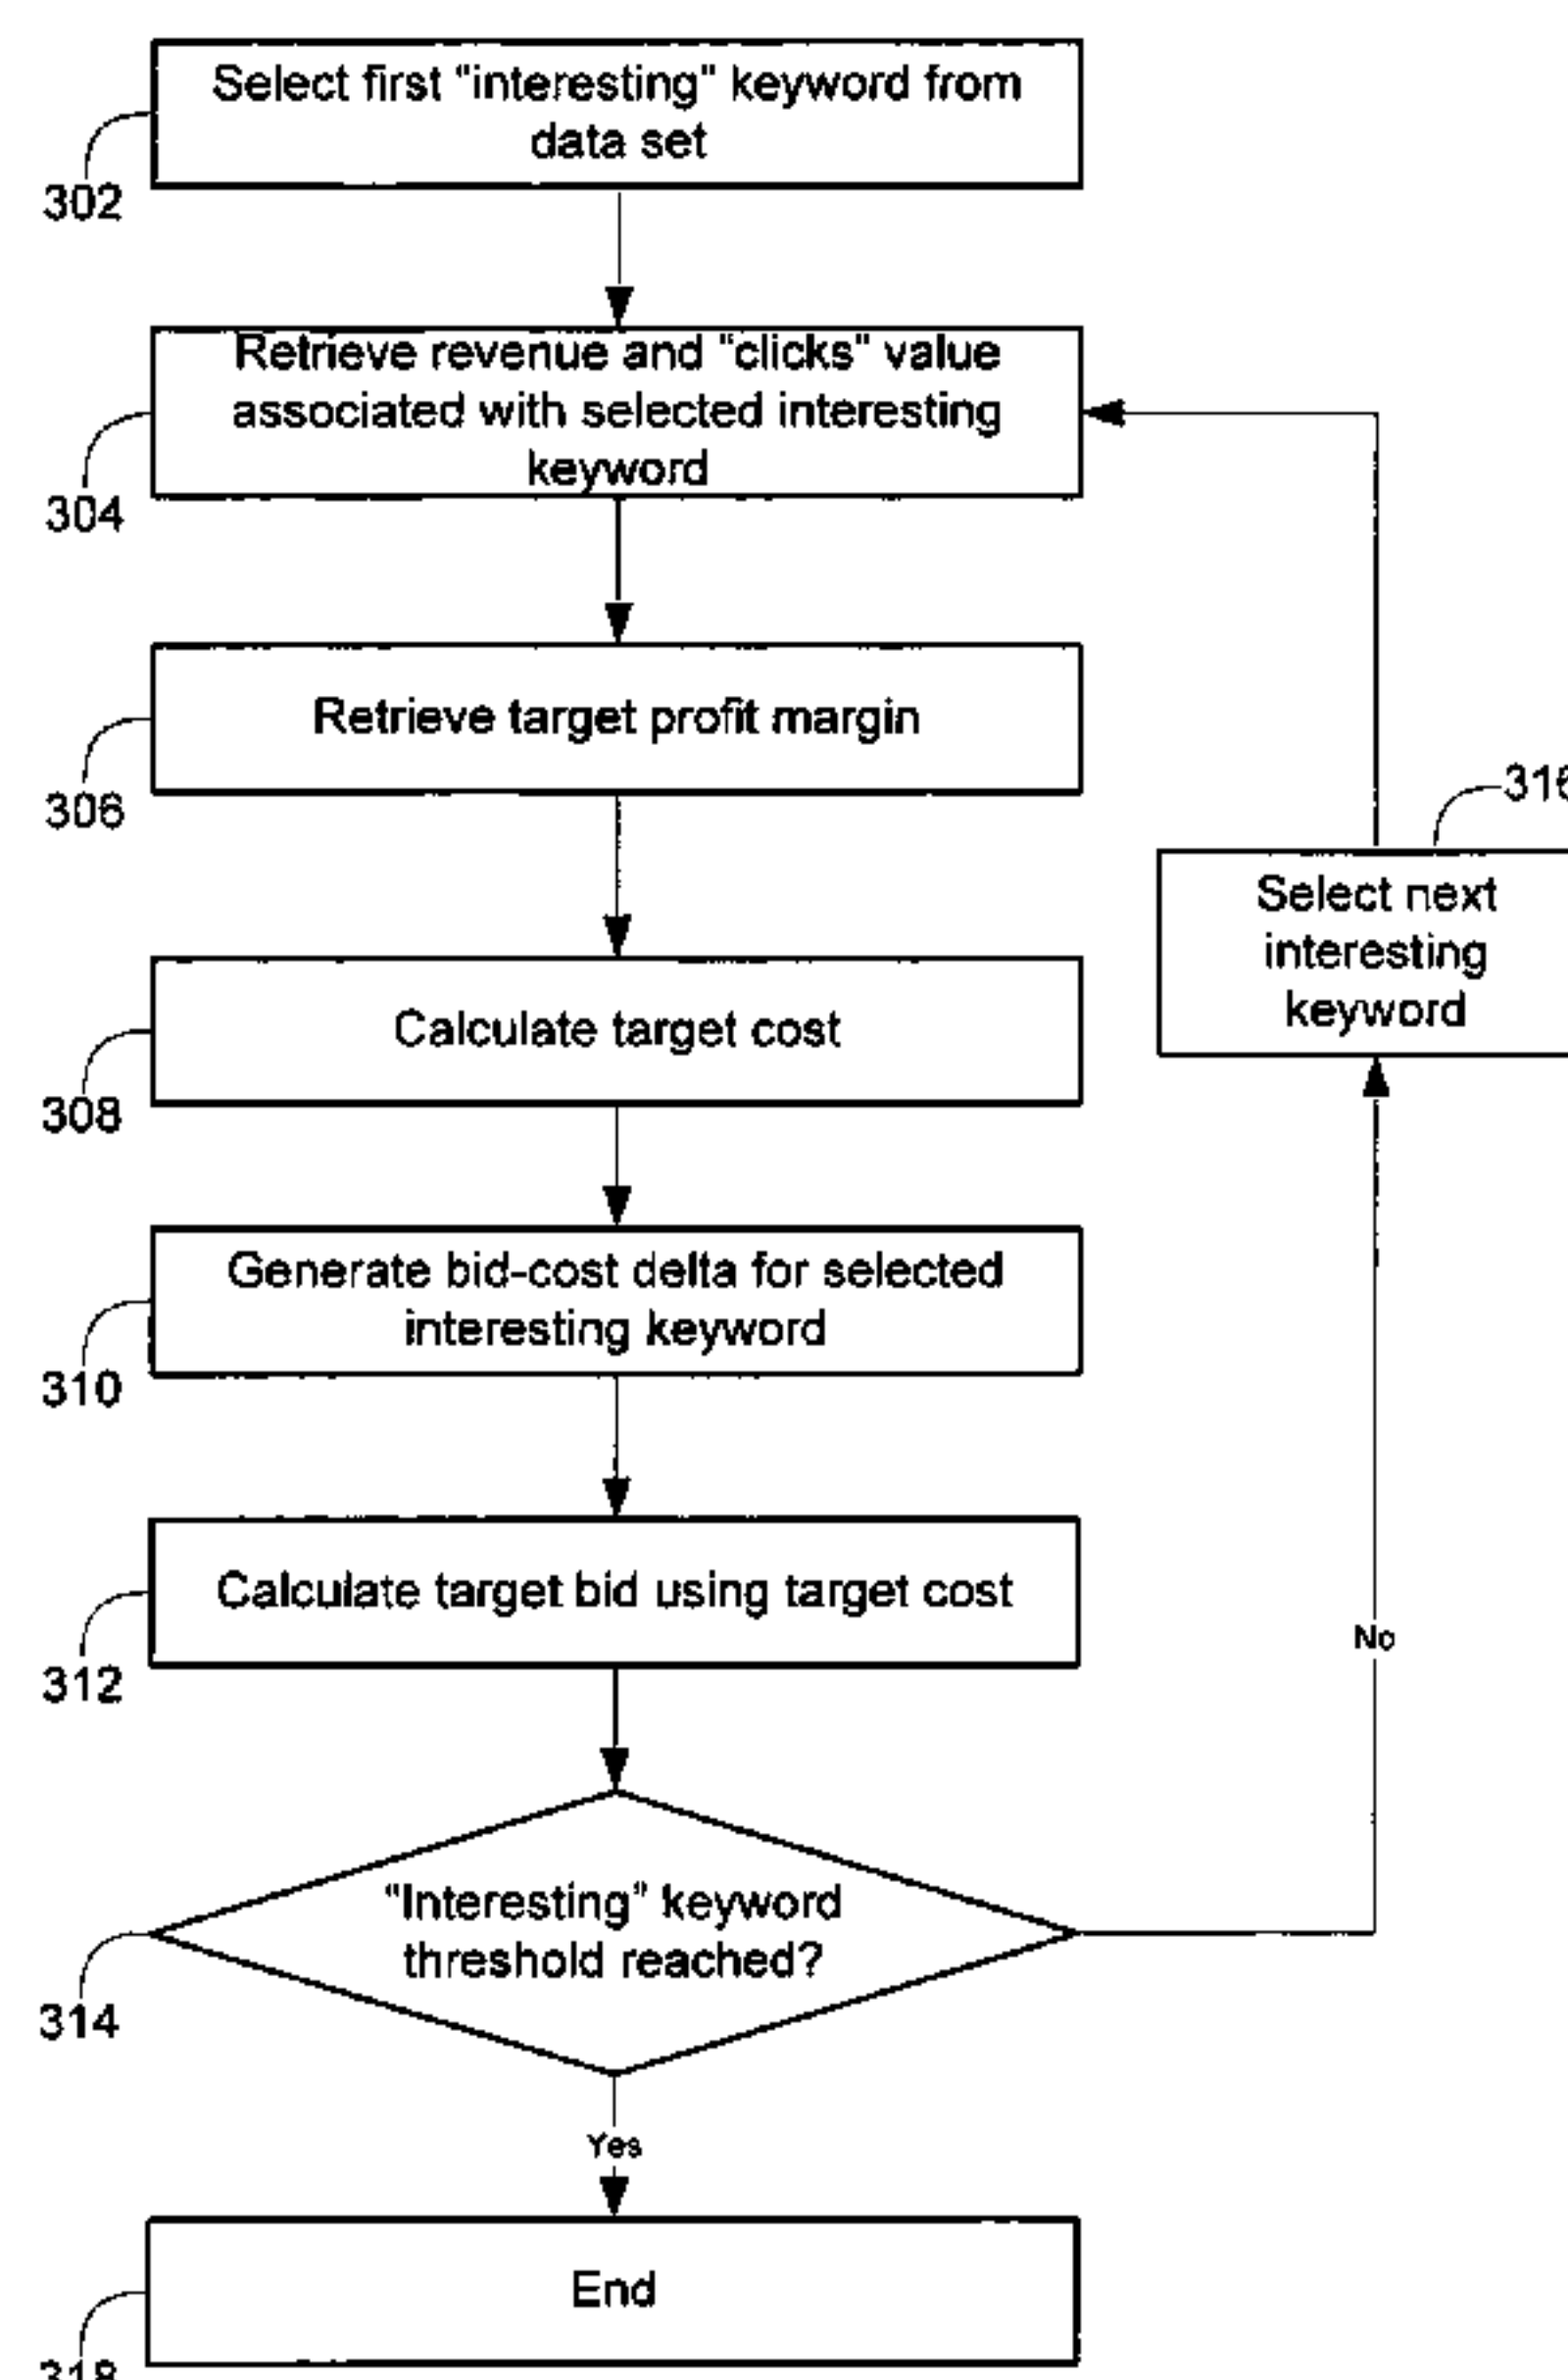 Select first "interesting" keyword from
data set
302
Retrieve revenue and "clicks" value
associated with selected interesting
keyword
304
Retrieve target profit margin
306
316
Select next
interesting
keyword
Calculate target cost
308
Generate bid-cost delta for selected
interesting keyword
310
Calculate target bid using target cost
312
No
"Interesting" keyword
threshold reached?
314
Yes
End
318